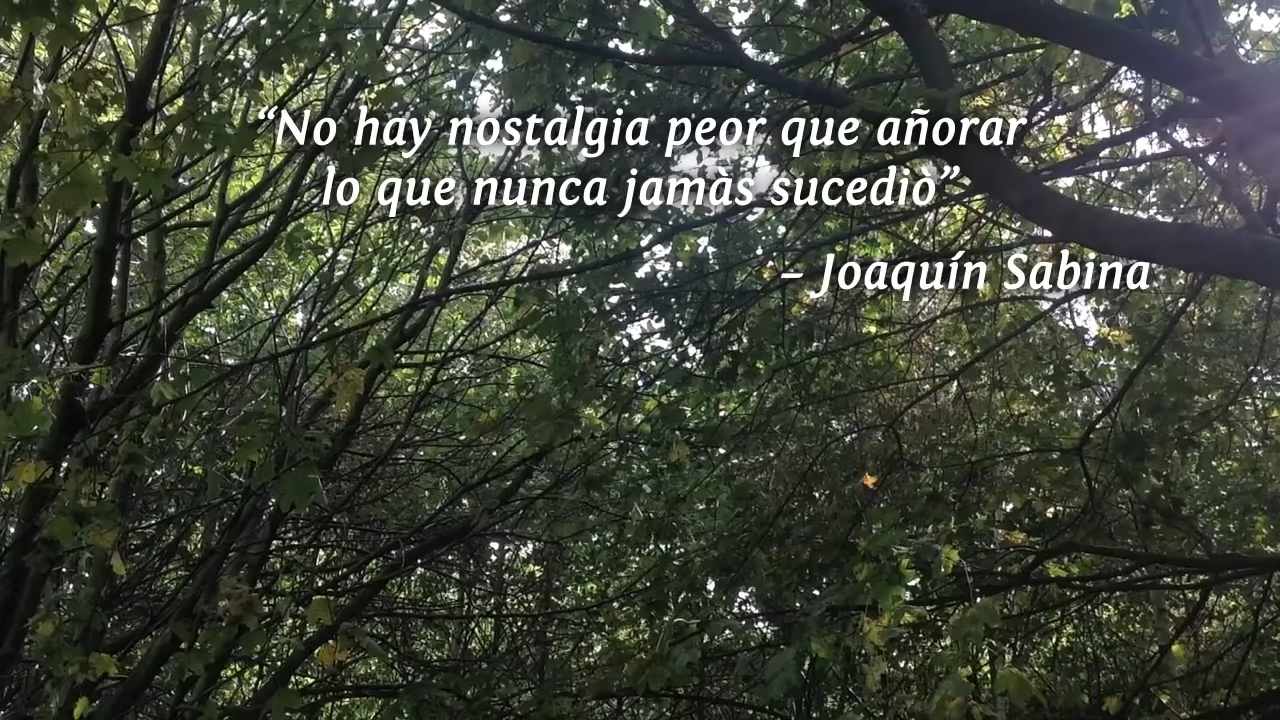 “No hay nostalgia peor que añorar
lo que nunca jamàs sucediò”
– Joaquín Sabina